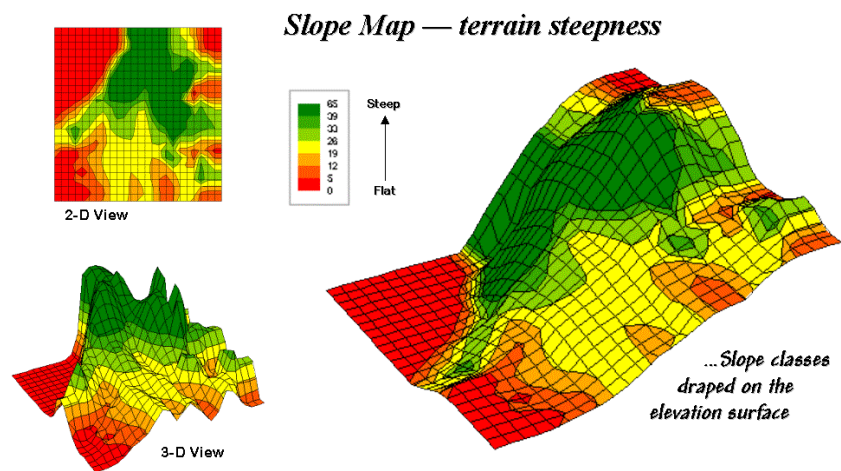 Slope Map — terrain steepness
65
39
33
26
19
12
5
0
Steep
Flat
2-D View
3-D View
...Slope classes
draped on the
elevation surface